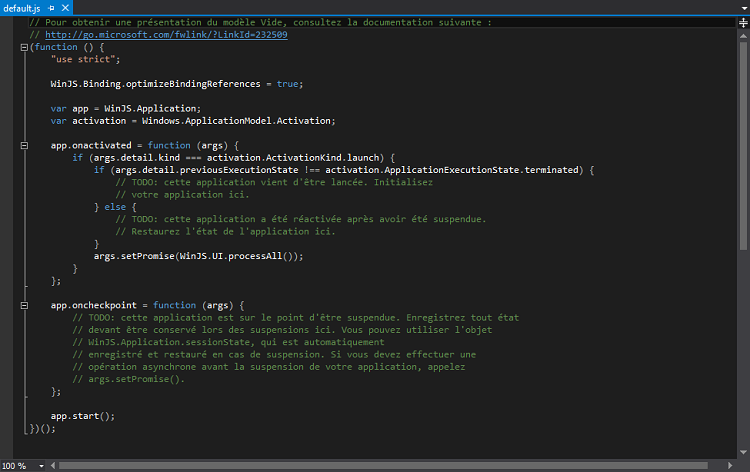 default.js
// Pour obtenir une présentation du modèle Vide, consultez la documentation suivante :
// http://go.microsoft.com/fwlink/?LinkId=232509
(function () {
    "use strict";

    WinJS.Binding.optimizeBindingReferences = true;

    var app = WinJS.Application;
    var activation = Windows.ApplicationModel.Activation;

    app.onactivated = function (args) {
        if (args.detail.kind === activation.ActivationKind.launch) {
            if (args.detail.previousExecutionState !== activation.ApplicationExecutionState.terminated) {
                // TODO: cette application vient d'être lancée. Initialisez
                // votre application ici.
            } else {
                // TODO: cette application a été réactivée après avoir été suspendue.
                // Restaurez l'état de l'application ici.
            }
            args.setPromise(WinJS.UI.processAll());
        }
    };

    app.oncheckpoint = function (args) {
        // TODO: cette application est sur le point d'être suspendue. Enregistrez tout état
        // devant être conservé lors des suspensions ici. Vous pouvez utiliser l'objet
        // WinJS.Application.sessionState, qui est automatiquement
        // enregistré et restauré en cas de suspension. Si vous devez effectuer une
        // opération asynchrone avant la suspension de votre application, appelez
        // args.setPromise().
    };

    app.start();
})();
100 %